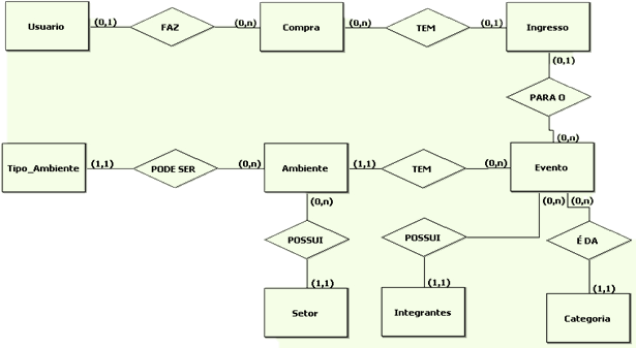 Usuario
(0,1)
FAZ
(0,n)
Compra
(0,n)
TEM
(0,1)
Ingresso
(0,1)
PARA O
(0,n)
Tipo_Ambiente
(1,1)
PODE SER
(0,n)
Ambiente
(1,1)
TEM
(0,n)
Evento
(0,n)
(0,n)
(0,n)
POSSUI
POSSUI
É DA
(1,1)
(1,1)
(1,1)
Setor
Integrantes
Categoria